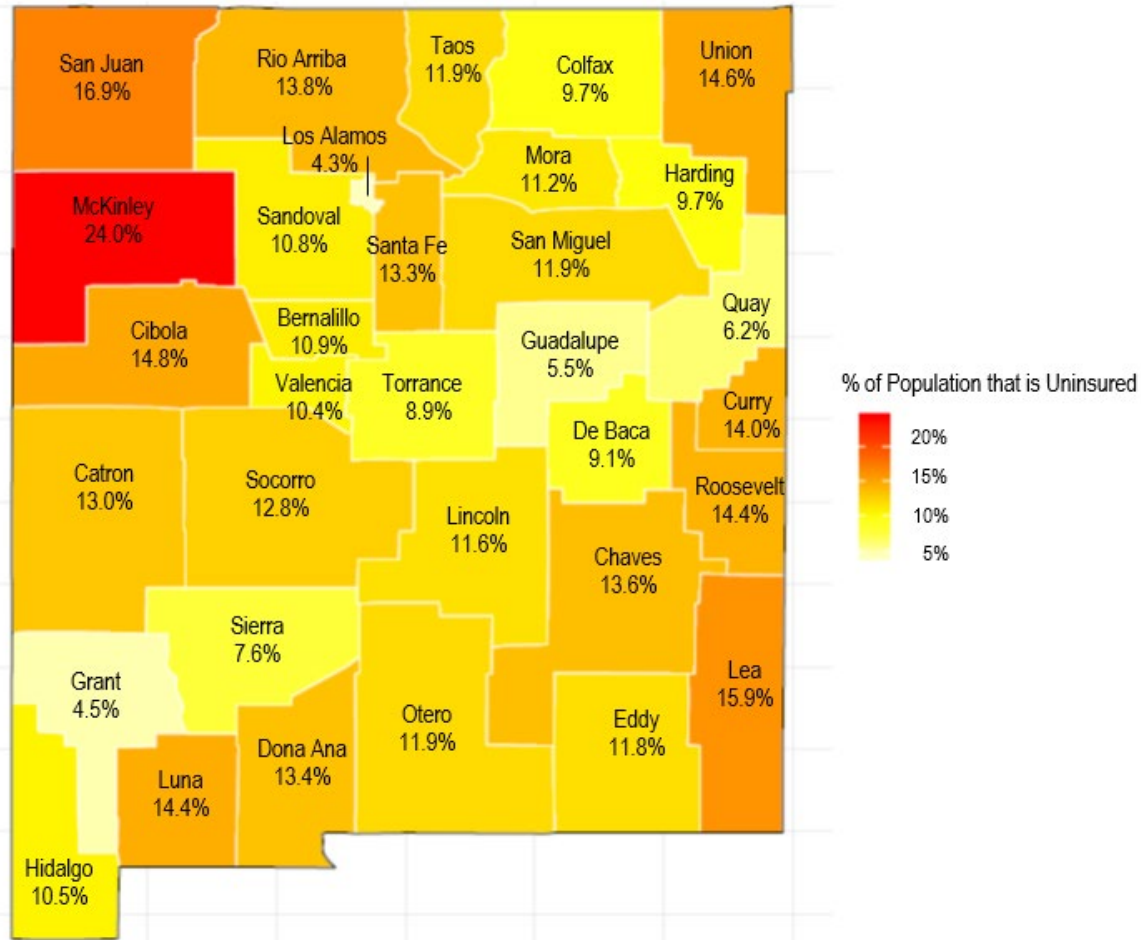 San Juan
16.9%
Rio Arriba
13.8%
Taos
11.9%
Colfax
9.7%
Union
14.6%
Los Alamos
4.3%
Mora
11.2%
Harding
9.7%
McKinley
24.0%
Sandoval
10.8%
Santa Fe
13.3%
San Miguel
11.9%
Quay
6.2%
Cibola
14.8%
Bernalillo
10.9%
Guadalupe
5.5%
Valencia
10.4%
Torrance
8.9%
Curry
14.0%
De Baca
9.1%
Catron
13.0%
Socorro
12.8%
Roosevelt
14.4%
Lincoln
11.6%
Chaves
13.6%
Sierra
7.6%
Grant
4.5%
Lea
15.9%
Otero
11.9%
Eddy
11.8%
Dona Ana
13.4%
Luna
14.4%
Hidalgo
10.5%
% of Population that is Uninsured
20%
15%
10%
5%